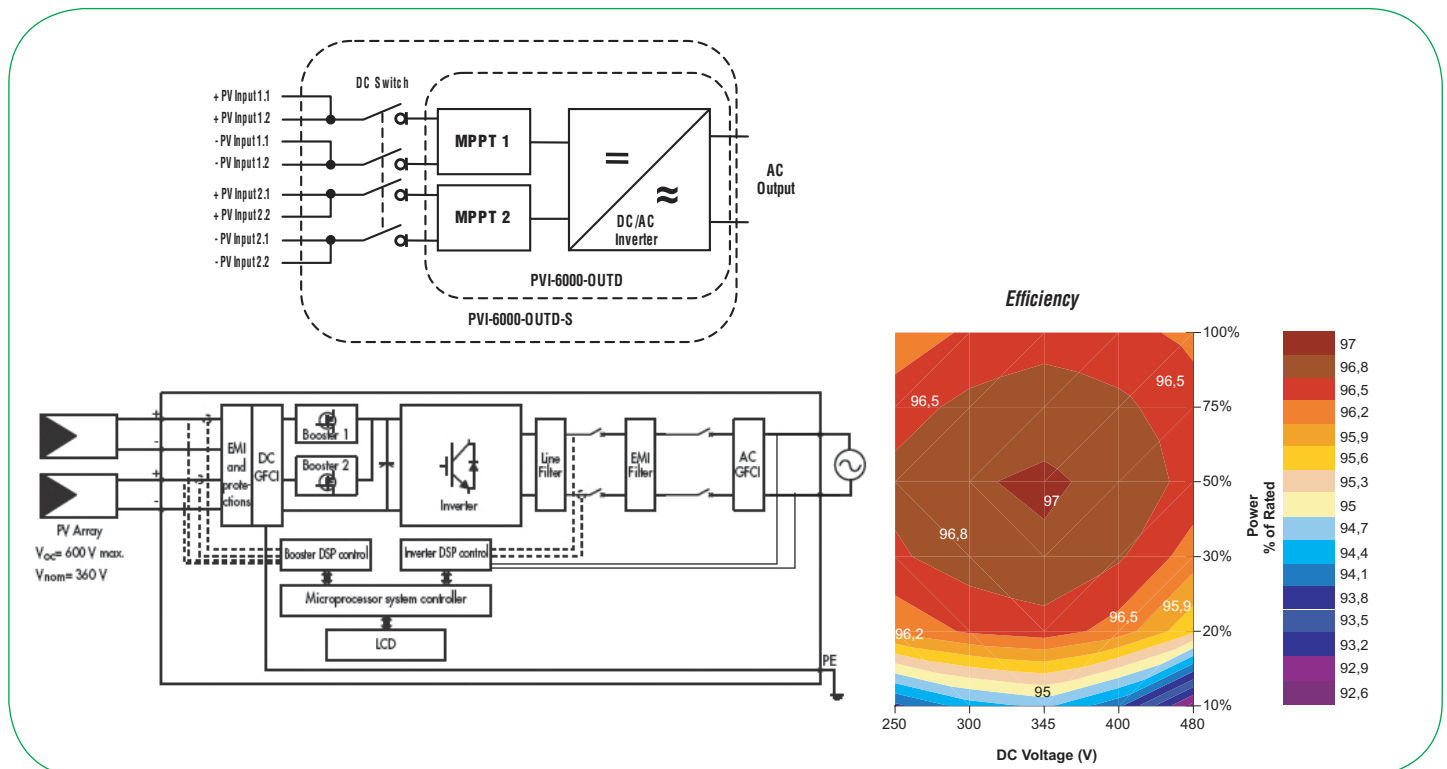 DC Switch
+ PV Input 1.1
+ PV Input 1.2
- PV Input 1.1
- PV Input 1.2
+ PV Input 2.1
+ PV Input 2.2
- PV Input 2.1
- PV Input 2.2
MPPT 1
MPPT 2
=
≈
DC/AC
Inverter
AC
Output
PVI-6000-OUTD
PVI-6000-OUTD-S
+
-
+
-
PV Array
Voc= 600 V max.
Vnom= 360 V
EMI
and
prote-
ctions
DC
GFCI
Booster 1
Booster 2
Inverter
Line
Filter
EMI
Filter
AC
GFCI
Booster DSP control
Inverter DSP control
Microprocessor system controller
LCD
PE
Efficiency
96,5
96,5
97
96,8
96,2
96,5
95,9
95
100%
75%
50%
30%
20%
10%
Power
% of Rated
250
300
345
400
480
DC Voltage (V)
97
96,8
96,5
96,2
95,9
95,6
95,3
95
94,7
94,4
94,1
93,8
93,5
93,2
92,9
92,6